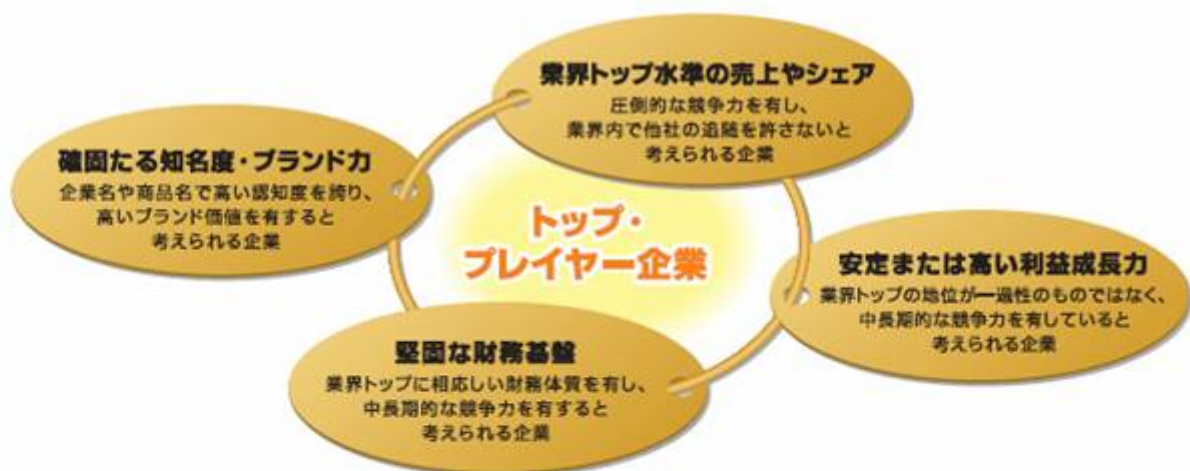 業界トップ水準の売上やシェア
圧倒的な競争力を有し、
業界内で他社の追随を許さないと
考えられる企業
確固たる知名度・ブランド力
企業名や商品名で高い認知度を誇り、
高いブランド価値を有すると
考えられる企業
トップ・
プレイヤー企業
安定または高い利益成長力
業界トップの地位が一過性のものではなく、
中長期的な競争力を有していると
考えられる企業
堅固な財務基盤
業界トップに相応しい財務体質を有し、
中長期的な競争力を有すると
考えられる企業